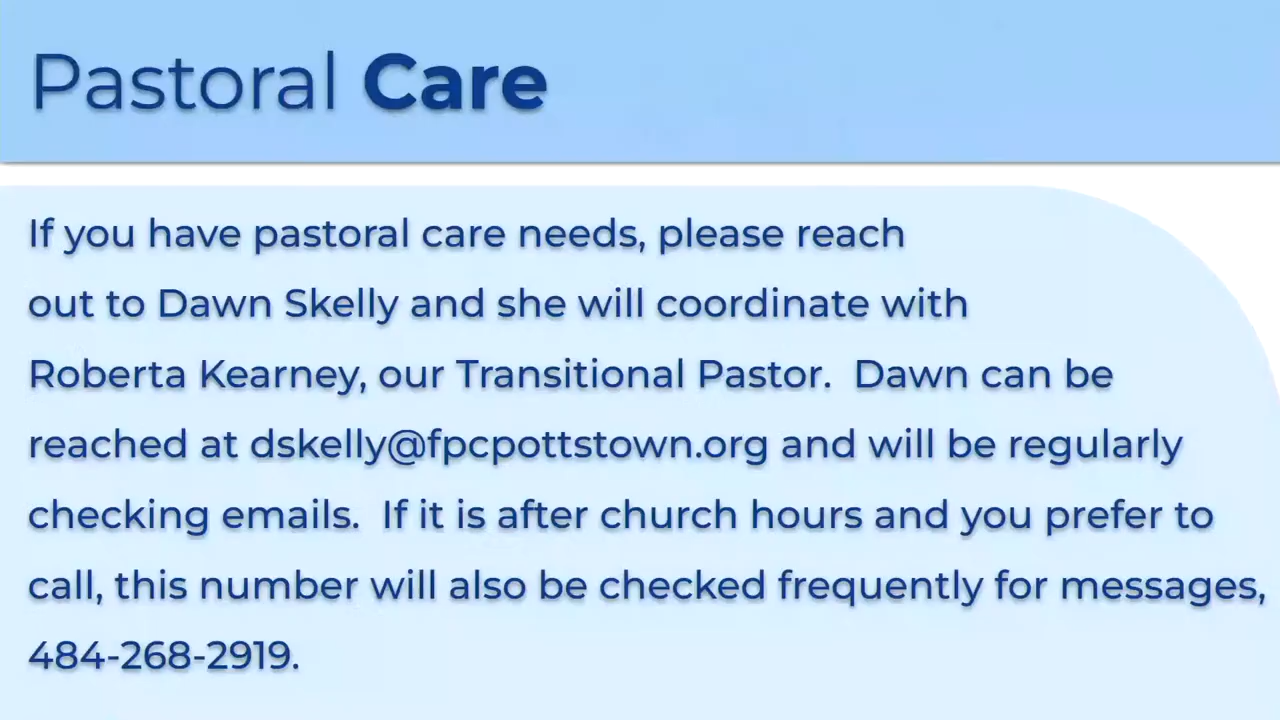 Pastoral Care
If you have pastoral care needs, please reach
out to Dawn Skelly and she will coordinate with
Roberta Kearney, our Transitional Pastor.  Dawn can be
reached at dskelly@fpcpottstown.org and will be regularly
checking emails.  If it is after church hours and you prefer to
call, this number will also be checked frequently for messages,
484-268-2919.